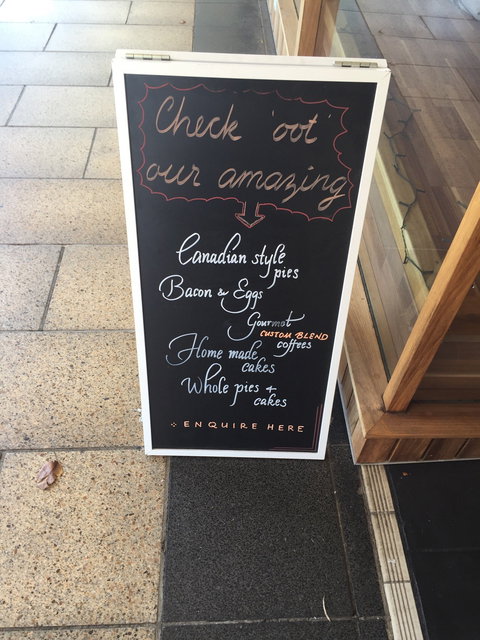 Check 'oot'
our amazing
Canadian style
pies
Bacon & Eggs
Gourmet
CUSTOM BLEND
coffees
Home made
cakes
Whole pies +
cakes
ENQUIRE HERE